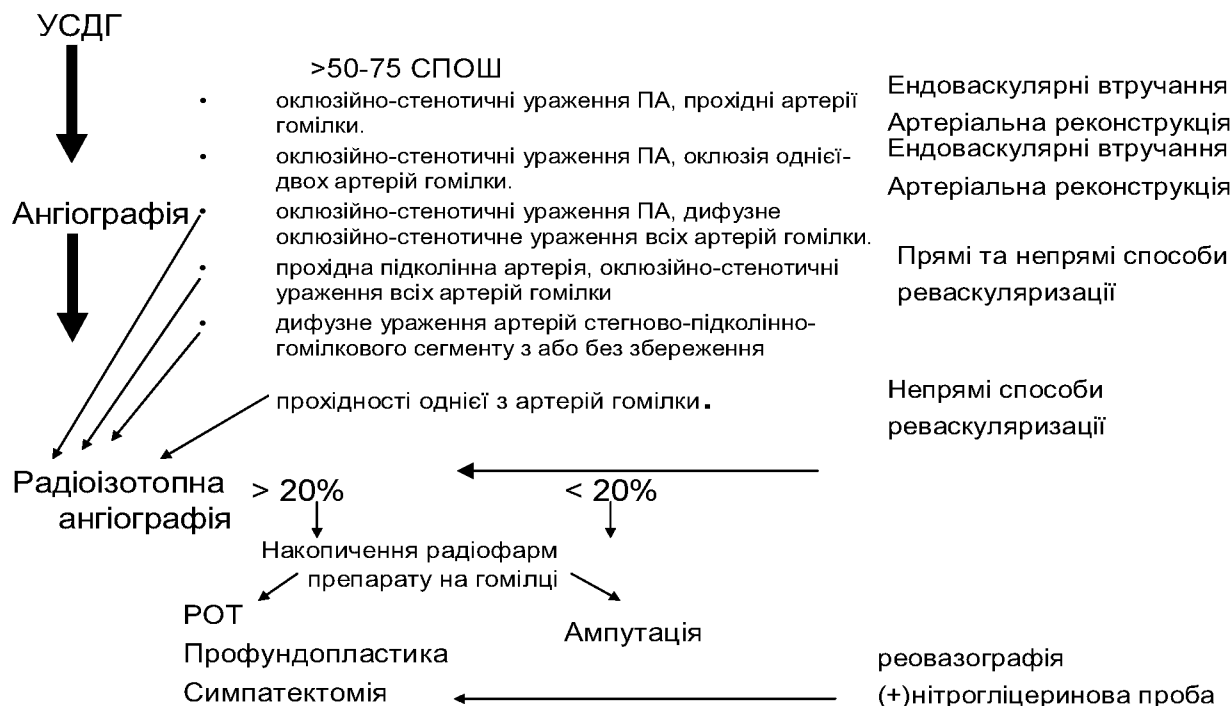 УСДГ
>50-75 СПОШ
• оклюзійно-стенотичні ураження ПА, прохідні артерії
гомілки.
Ендоваскулярні втручання
Артеріальна реконструкція
• оклюзійно-стенотичні ураження ПА, оклюзія однієї-
двох артерій гомілки.
Ендоваскулярні втручання
Артеріальна реконструкція
Ангіографія
• оклюзійно-стенотичні ураження ПА, дифузне
оклюзійно-стенотичне ураження всіх артерій гомілки.
• прохідна підколінна артерія, оклюзійно-стенотичні
ураження всіх артерій гомілки
Прямі та непрямі способи
реваскуляризації
• дифузне ураження артерій стегново-підколінно-
гомілкового сегменту з або без збереження
прохідності однієї з артерій гомілки.
Непрямі способи
реваскуляризації
Радіоізотопна
ангіографія
> 20%
< 20%
Накопичення радіофарм
препарату на гомілці
РОТ
Профундопластика
Симпатектомія
Ампутація
реовазографія
(+)нітрогліцеринова проба